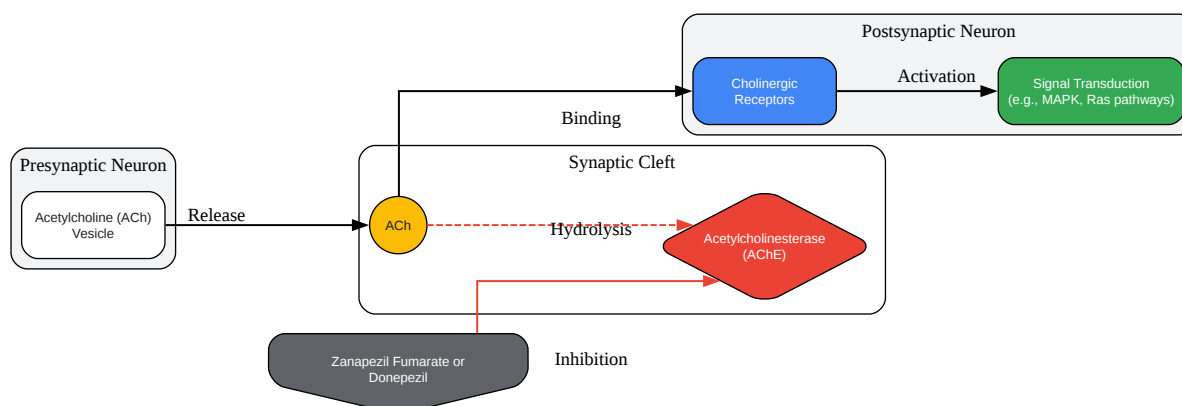 Postsynaptic Neuron
Cholinergic
Receptors
Activation
Signal Transduction
(e.g., MAPK, Ras pathways)
Binding
Presynaptic Neuron
Acetylcholine (ACh)
Vesicle
Release
Synaptic Cleft
ACh
Hydrolysis
Acetylcholinesterase
(AChE)
Zanapezil Fumarate or
Donepezil
Inhibition